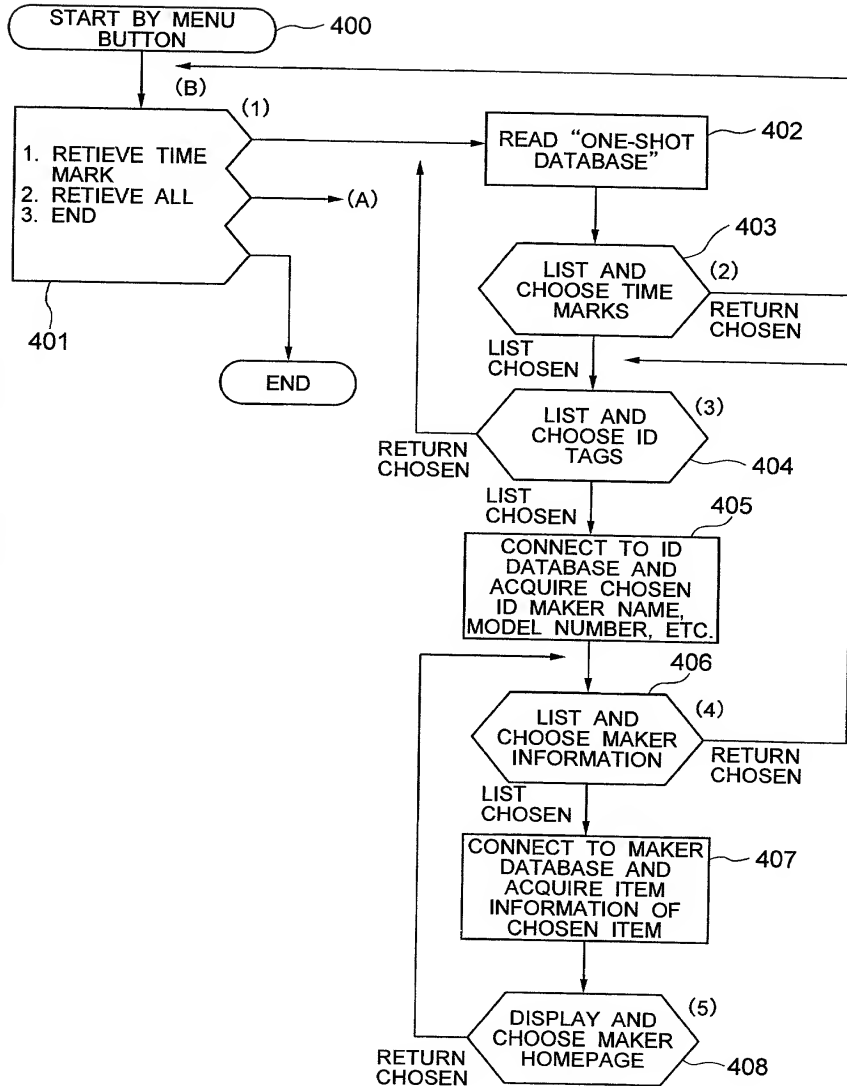 START BY MENU
BUTTON
400
(B)
(1)
1. RETIEVE TIME
MARK
2. RETIEVE ALL
3. END
(A)
401
END
READ “ONE-SHOT
DATABASE”
402
403
LIST AND
CHOOSE TIME
MARKS
(2)
RETURN
CHOSEN
LIST
CHOSEN
LIST AND
CHOOSE ID
TAGS
(3)
404
RETURN
CHOSEN
LIST
CHOSEN
405
CONNECT TO ID
DATABASE AND
ACQUIRE CHOSEN
ID MAKER NAME,
MODEL NUMBER, ETC.
406
LIST AND
CHOOSE MAKER
INFORMATION
(4)
RETURN
CHOSEN
LIST
CHOSEN
CONNECT TO MAKER
DATABASE AND
ACQUIRE ITEM
INFORMATION OF
CHOSEN ITEM
407
DISPLAY AND
CHOOSE MAKER
HOMEPAGE
(5)
408
RETURN
CHOSEN